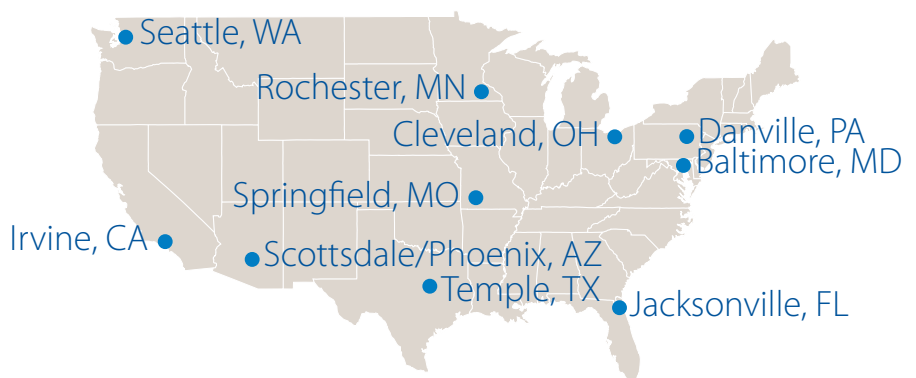 Seattle, WA
Rochester, MN
Cleveland, OH
Danville, PA
Baltimore, MD
Springfield, MO
Irvine, CA
Scottsdale/Phoenix, AZ
Temple, TX
Jacksonville, FL